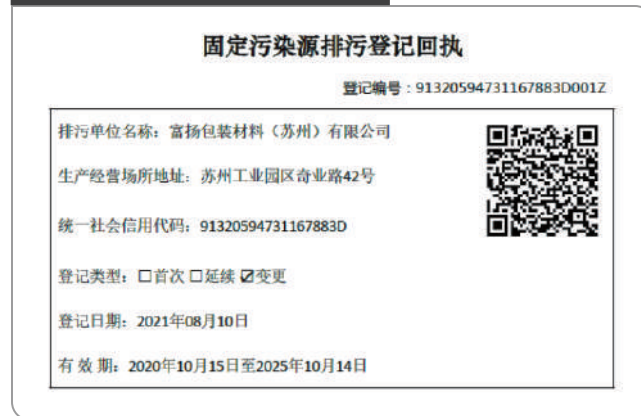 固定污染源排污登记回执
登记编号：91320594731167883D001Z
排污单位名称：富扬包装材料（苏州）有限公司
生产经营场所地址：苏州工业园区奇业路42号
统一社会信用代码：91320594731167883D
登记类型：☐首次 ☐延续 ☑变更
登记日期：2021年08月10日
有 效 期：2020年10月15日至2025年10月14日